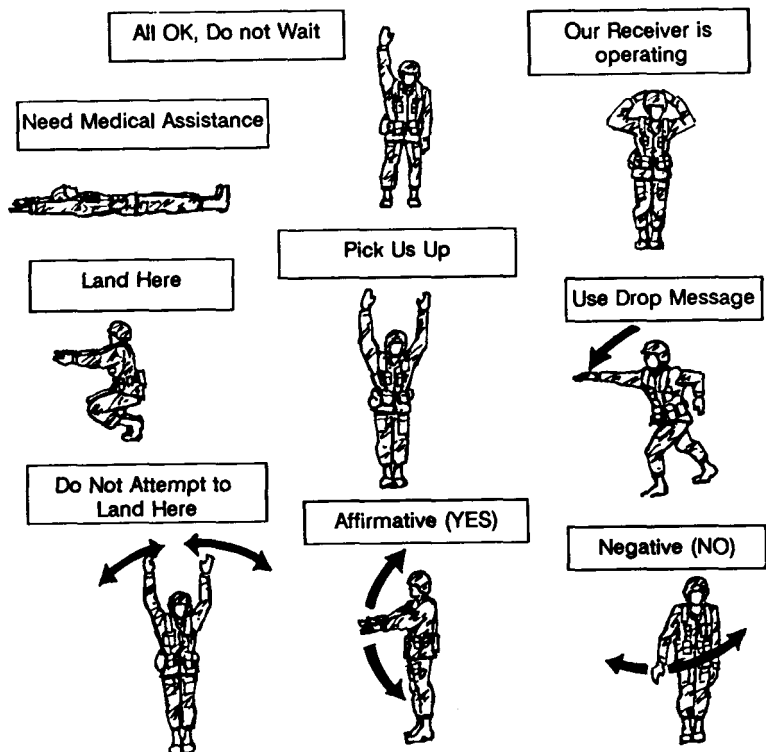 All OK, Do not Wait
Our Receiver is
operating
Need Medical Assistance
Pick Us Up
Land Here
Use Drop Message
Do Not Attempt to
Land Here
Affirmative (YES)
Negative (NO)